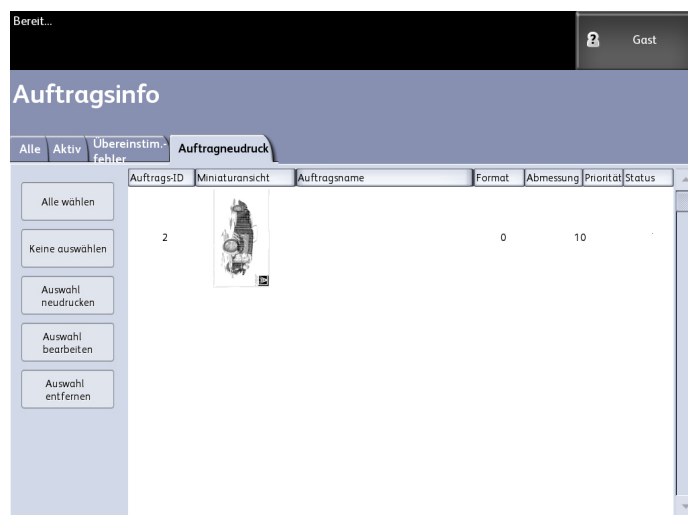 Bereit...
Gast
Auftragsinfo
Alle
Aktiv
Übereinstim.-
fehler
Auftragneudruck
Auftrags-ID Miniaturansicht Auftragsname Format Abmessung Priorität Status
Alle wählen
2 0 10
Keine auswählen
Auswahl
neudrucken
Auswahl
bearbeiten
Auswahl
entfernen